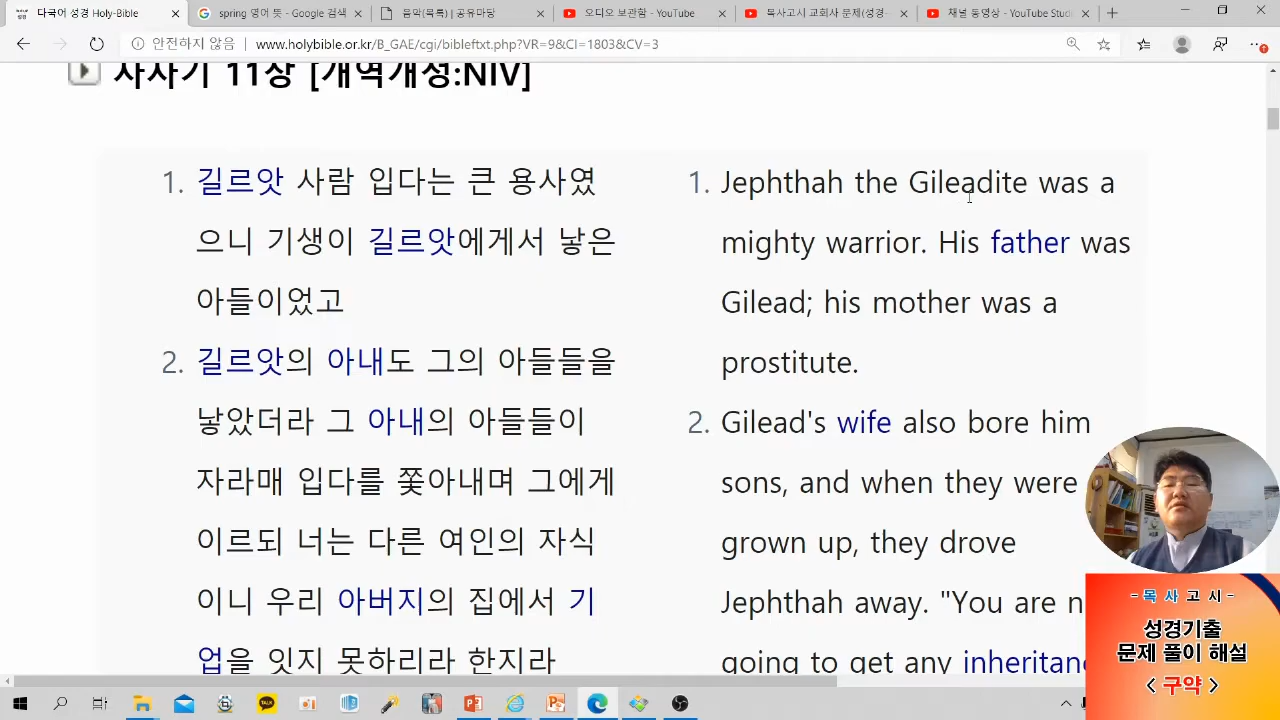 다국어 성경 Holy-Bible
spring 영어 뜻 - Google 검색
음악(목록) | 공유마당
오디오 보관함 - YouTube
목사고시 교회사 문제(성경-
채널 동영상 - YouTube Stud
안전하지 않음
www.holybible.or.kr/B_GAE/cgi/bibleftxt.php?VR=9&CI=1803&CV=3
사사기 11장 [개역개정:NIV]
1. 길르앗 사람 입다는 큰 용사였
으니 기생이 길르앗에게서 낳은
아들이었고
2. 길르앗의 아내도 그의 아들들을
낳았더라 그 아내의 아들들이
자라매 입다를 쫓아내며 그에게
이르되 너는 다른 여인의 자식
이니 우리 아버지의 집에서 기
업을 잇지 못하리라 한지라
1. Jephthah the Gileadite was a
mighty warrior. His father was
Gilead; his mother was a
prostitute.
2. Gilead's wife also bore him
sons, and when they were
grown up, they drove
Jephthah away. "You are n
going to get any inheritan
-목사고시-
성경기출
문제 풀이 해설
<구약>